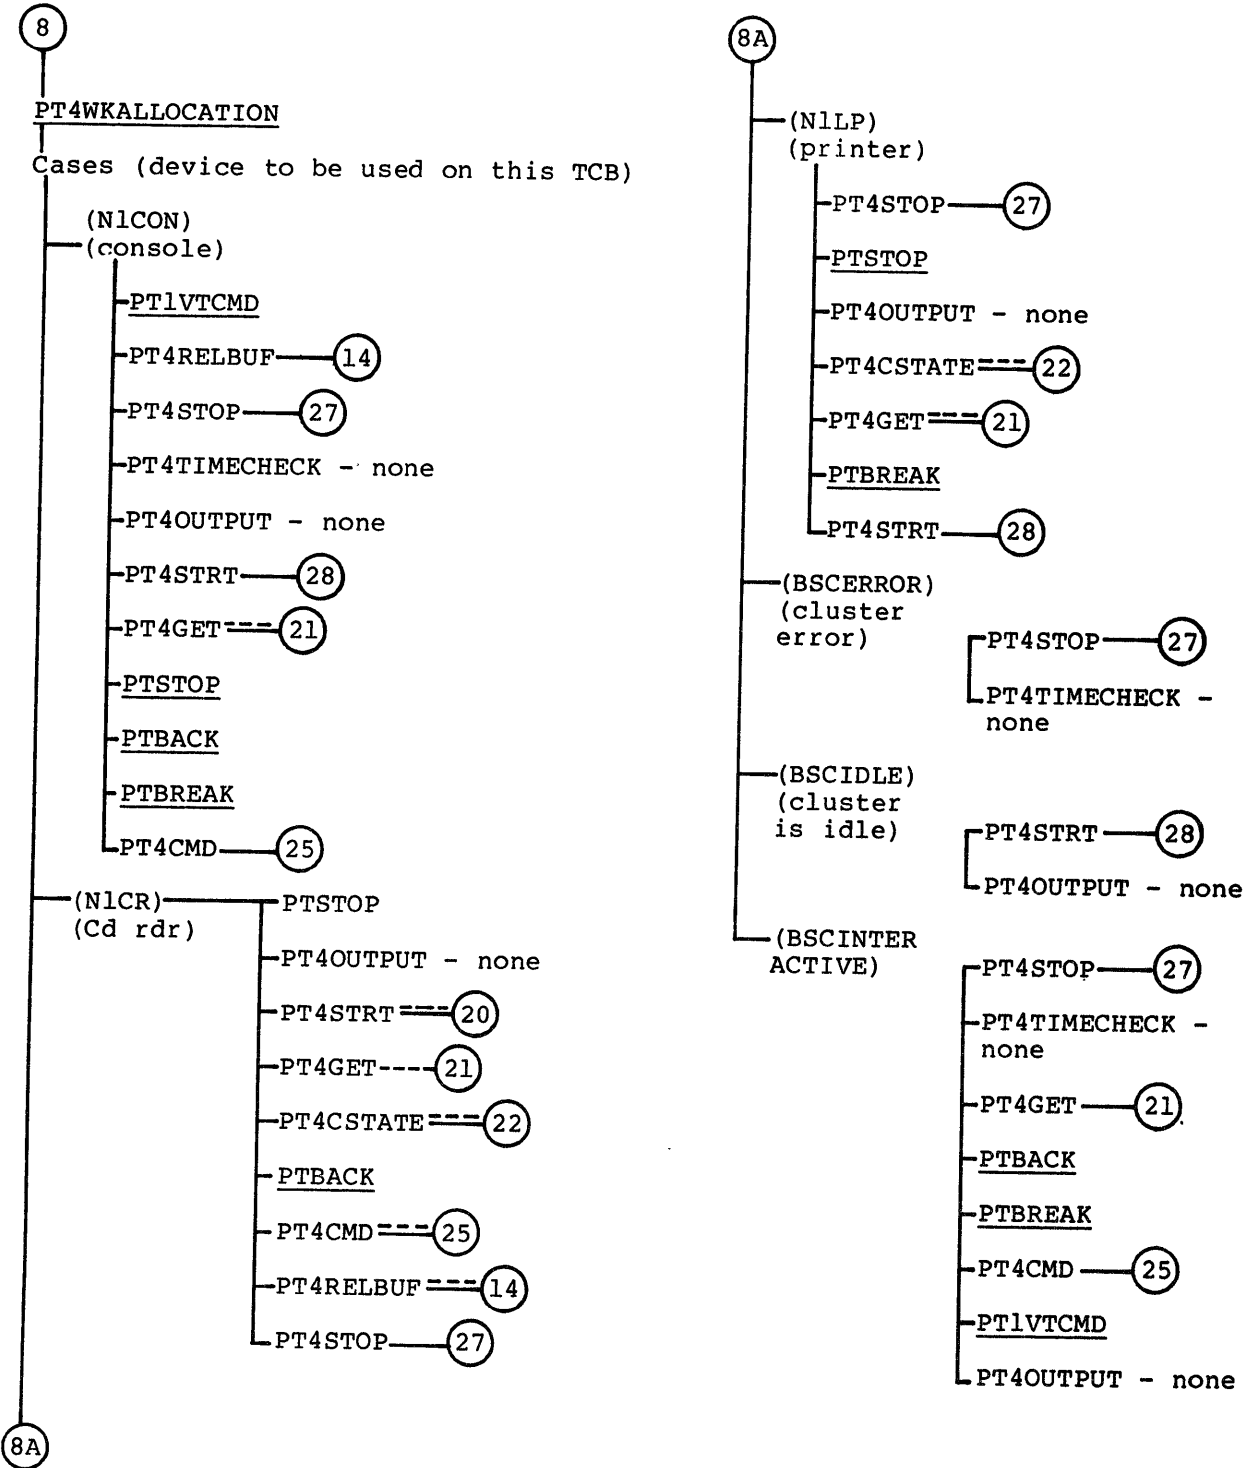 8
PT4WKALLOCATION
Cases (device to be used on this TCB)
(N1CON)
(console)
PT1VTCMD
PT4RELBUF 14
PT4STOP 27
PT4TIMECHECK - none
PT4OUTPUT - none
PT4STRT 28
PT4GET 21
PTSTOP
PTBACK
PTBREAK
PT4CMD 25
(N1CR) PTSTOP
(Cd rdr)
PT4OUTPUT - none
PT4STRT 20
PT4GET 21
PT4CSTATE 22
PTBACK
PT4CMD 25
PT4RELBUF 14
PT4STOP 27
8A
8A
(N1LP)
(printer)
PT4STOP 27
PTSTOP
PT4OUTPUT - none
PT4CSTATE 22
PT4GET 21
PTBREAK
PT4STRT 28
(BSCERROR)
(cluster
error)
PT4STOP 27
PT4TIMECHECK -
none
(BSCIDLE)
(cluster
is idle)
PT4STRT 28
PT4OUTPUT - none
(BSCINTER
ACTIVE)
PT4STOP 27
PT4TIMECHECK -
none
PT4GET 21
PTBACK
PTBREAK
PT4CMD 25
PT1VTCMD
PT4OUTPUT - none